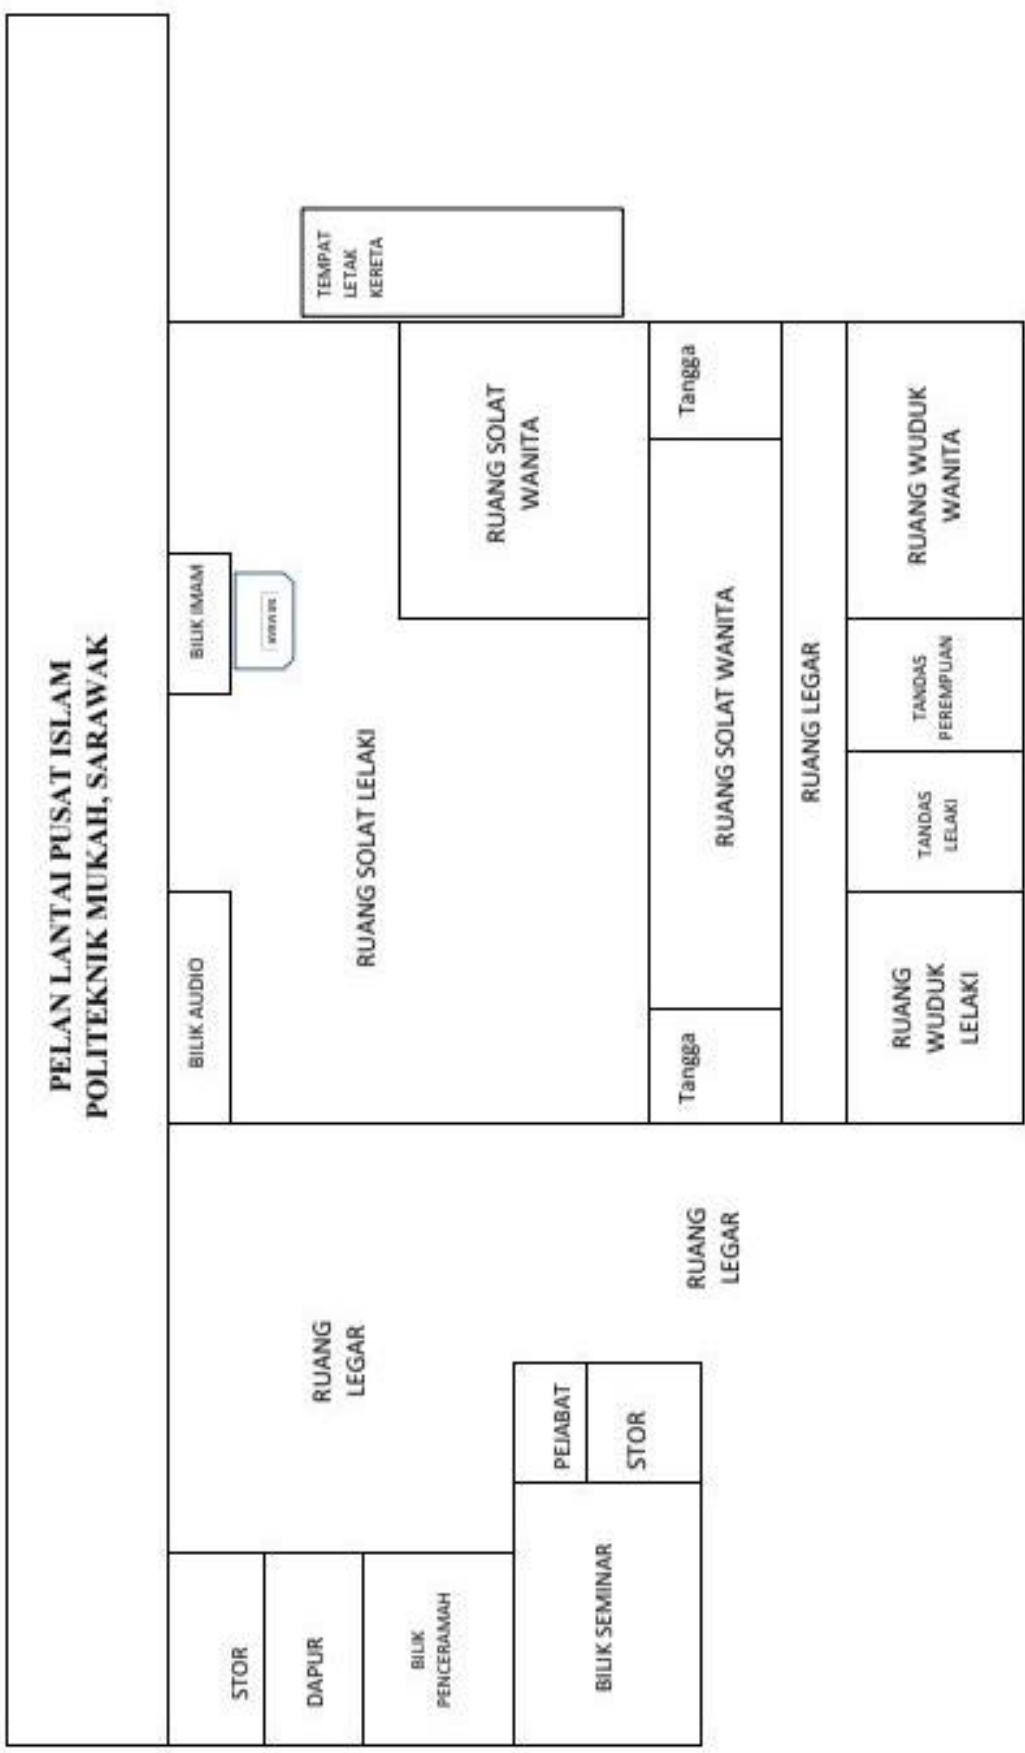 PELAN LANTAI PUSAT ISLAM
POLITEKNIK MUKAH, SARAWAK
STOR
DAPUR
BILIK
PENCERAMAH
BILIK SEMINAR
PEJABAT
STOR
RUANG
LEGAR
RUANG
LEGAR
BILIK AUDIO
BILIK IMAM
RUANG SOLAT LELAKI
RUANG SOLAT
WANITA
TEMPAT
LETAK
KERETA
Tangga
RUANG SOLAT WANITA
Tangga
RUANG LEGAR
RUANG
WUDUK
LELAKI
TANDAS
LELAKI
TANDAS
PEREMPUAN
RUANG WUDUK
WANITA